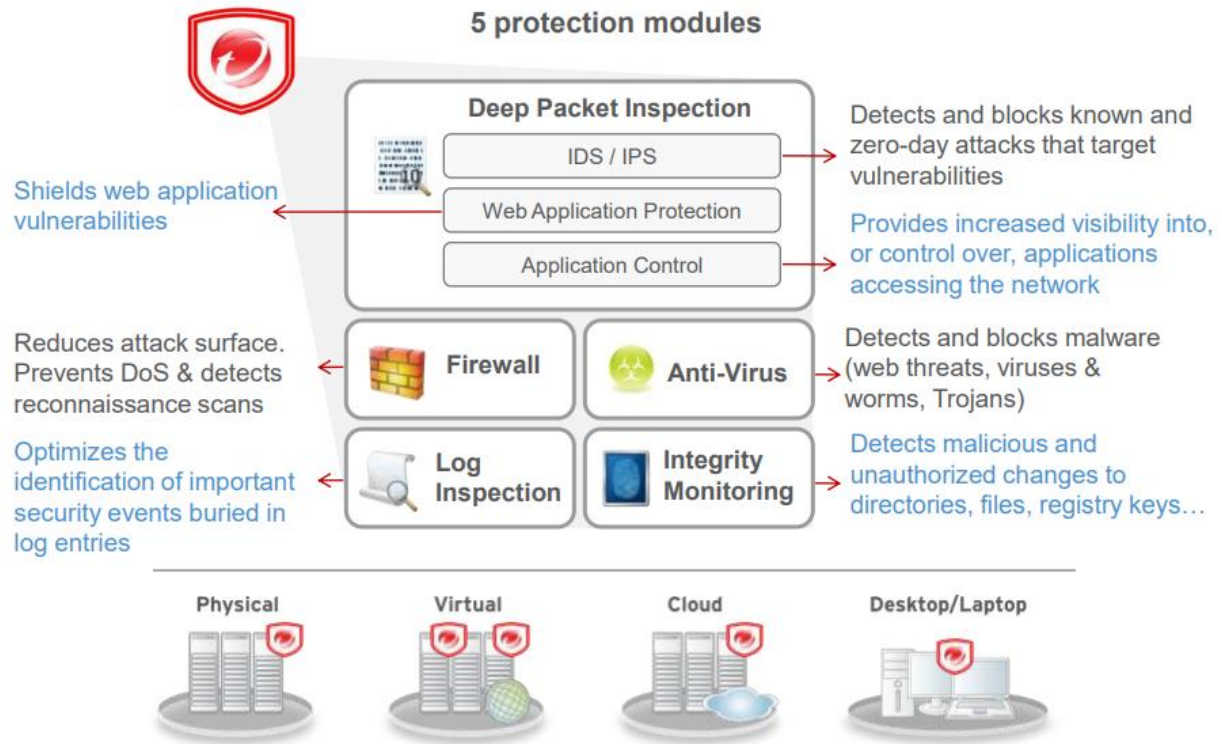 5 protection modules
Deep Packet Inspection
IDS / IPS
Web Application Protection
Application Control
Detects and blocks known and
zero-day attacks that target
vulnerabilities
Shields web application
vulnerabilities
Provides increased visibility into,
or control over, applications
accessing the network
Reduces attack surface.
Prevents DoS & detects
reconnaissance scans
Firewall
Anti-Virus
Detects and blocks malware
(web threats, viruses &
worms, Trojans)
Optimizes the
identification of important
security events buried in
log entries
Log
Inspection
Integrity
Monitoring
Detects malicious and
unauthorized changes to
directories, files, registry keys…
Physical
Virtual
Cloud
Desktop/Laptop